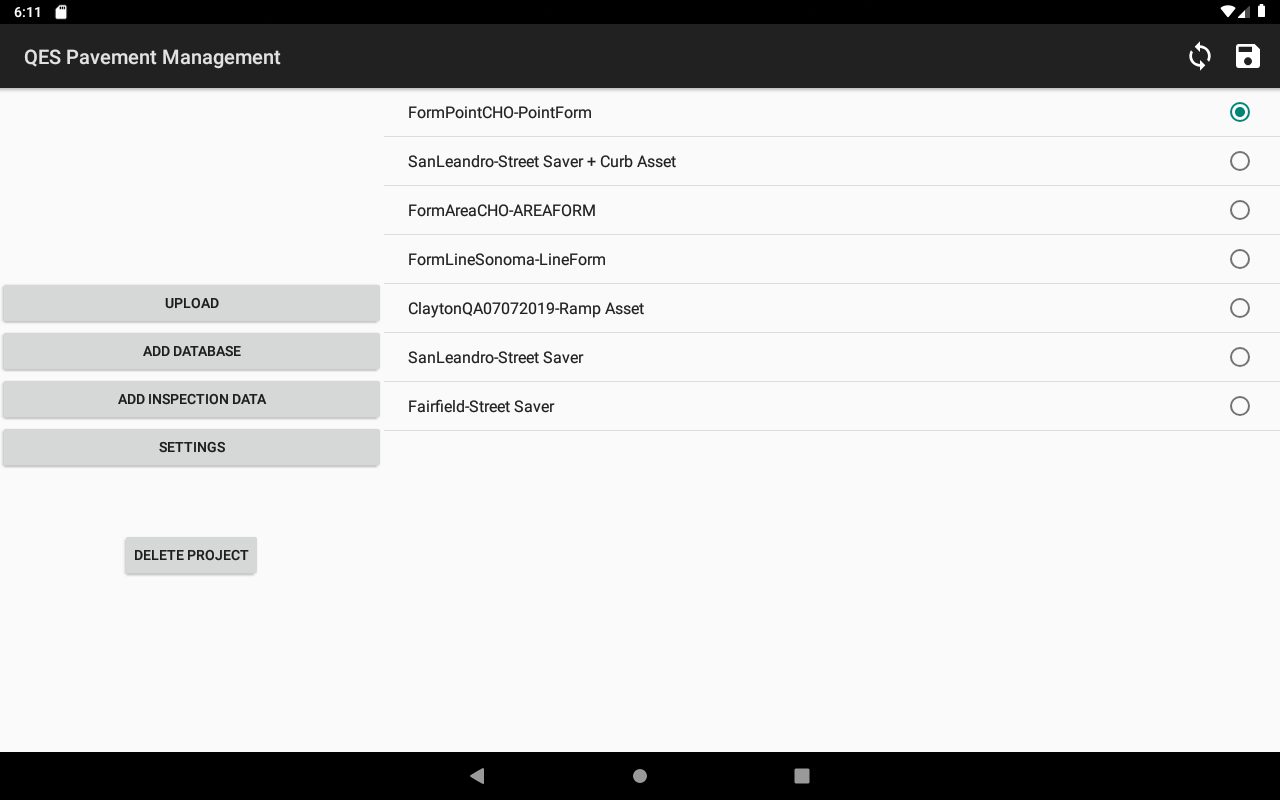 6:11
QES Pavement Management
FormPointCHO-PointForm
SanLeandro-Street Saver + Curb Asset
FormAreaCHO-AREAFORM
FormLineSonoma-LineForm
ClaytonQA07072019-Ramp Asset
SanLeandro-Street Saver
Fairfield-Street Saver
UPLOAD
ADD DATABASE
ADD INSPECTION DATA
SETTINGS
DELETE PROJECT